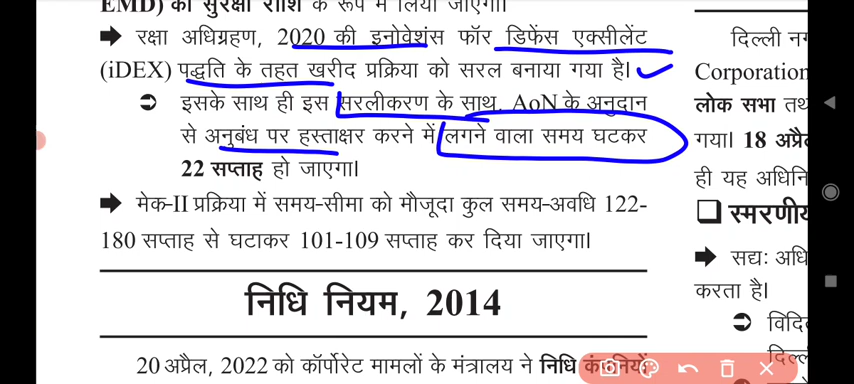 EMD) की सुरक्षा राशि के रूप में लिया जाएगा।
➡ रक्षा अधिग्रहण, 2020 की इनोवेशंस फॉर डिफेंस एक्सीलेंट
(iDEX) पद्धति के तहत खरीद प्रक्रिया को सरल बनाया गया है।
➲ इसके साथ ही इस सरलीकरण के साथ, AoN के अनुदान
से अनुबंध पर हस्ताक्षर करने में लगने वाला समय घटकर
22 सप्ताह हो जाएगा।
➡ मेक-II प्रक्रिया में समय-सीमा को मौजूदा कुल समय-अवधि 122-
180 सप्ताह से घटाकर 101-109 सप्ताह कर दिया जाएगा।
निधि नियम, 2014
20 अप्रैल, 2022 को कॉर्पोरेट मामलों के मंत्रालय ने निधि कंपनियों
दिल्ली नग
Corporation
लोक सभा तथ
गया। 18 अप्रै
ही यह अधिनि
❑ स्मरणीय
➡ सद्यः अधि
करता है।
➲ विदि
दिल्ल